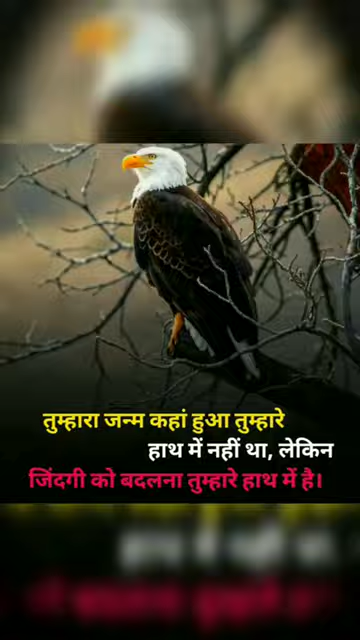 तुम्हारा जन्म कहां हुआ तुम्हारे
हाथ में नहीं था, लेकिन
जिंदगी को बदलना तुम्हारे हाथ में है।